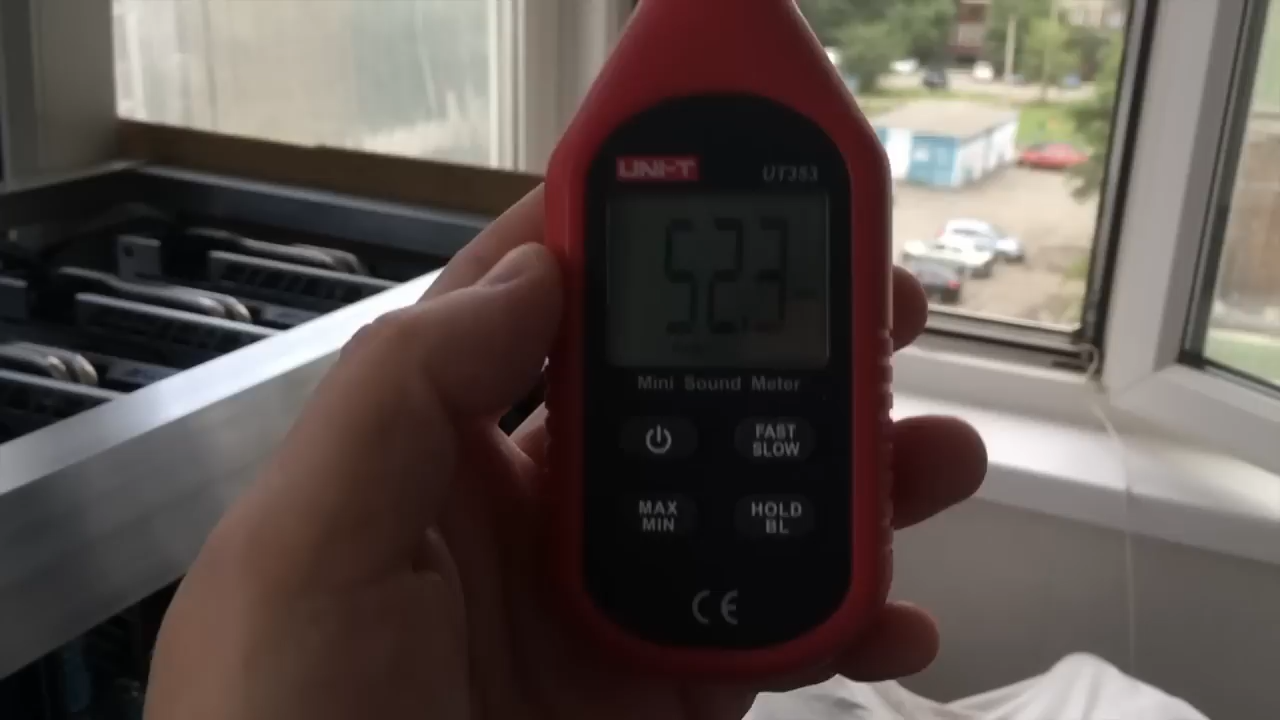 UNI-T UT353
52.3
Mini Sound Meter
FAST
SLOW
MAX
MIN
HOLD
BL
CE